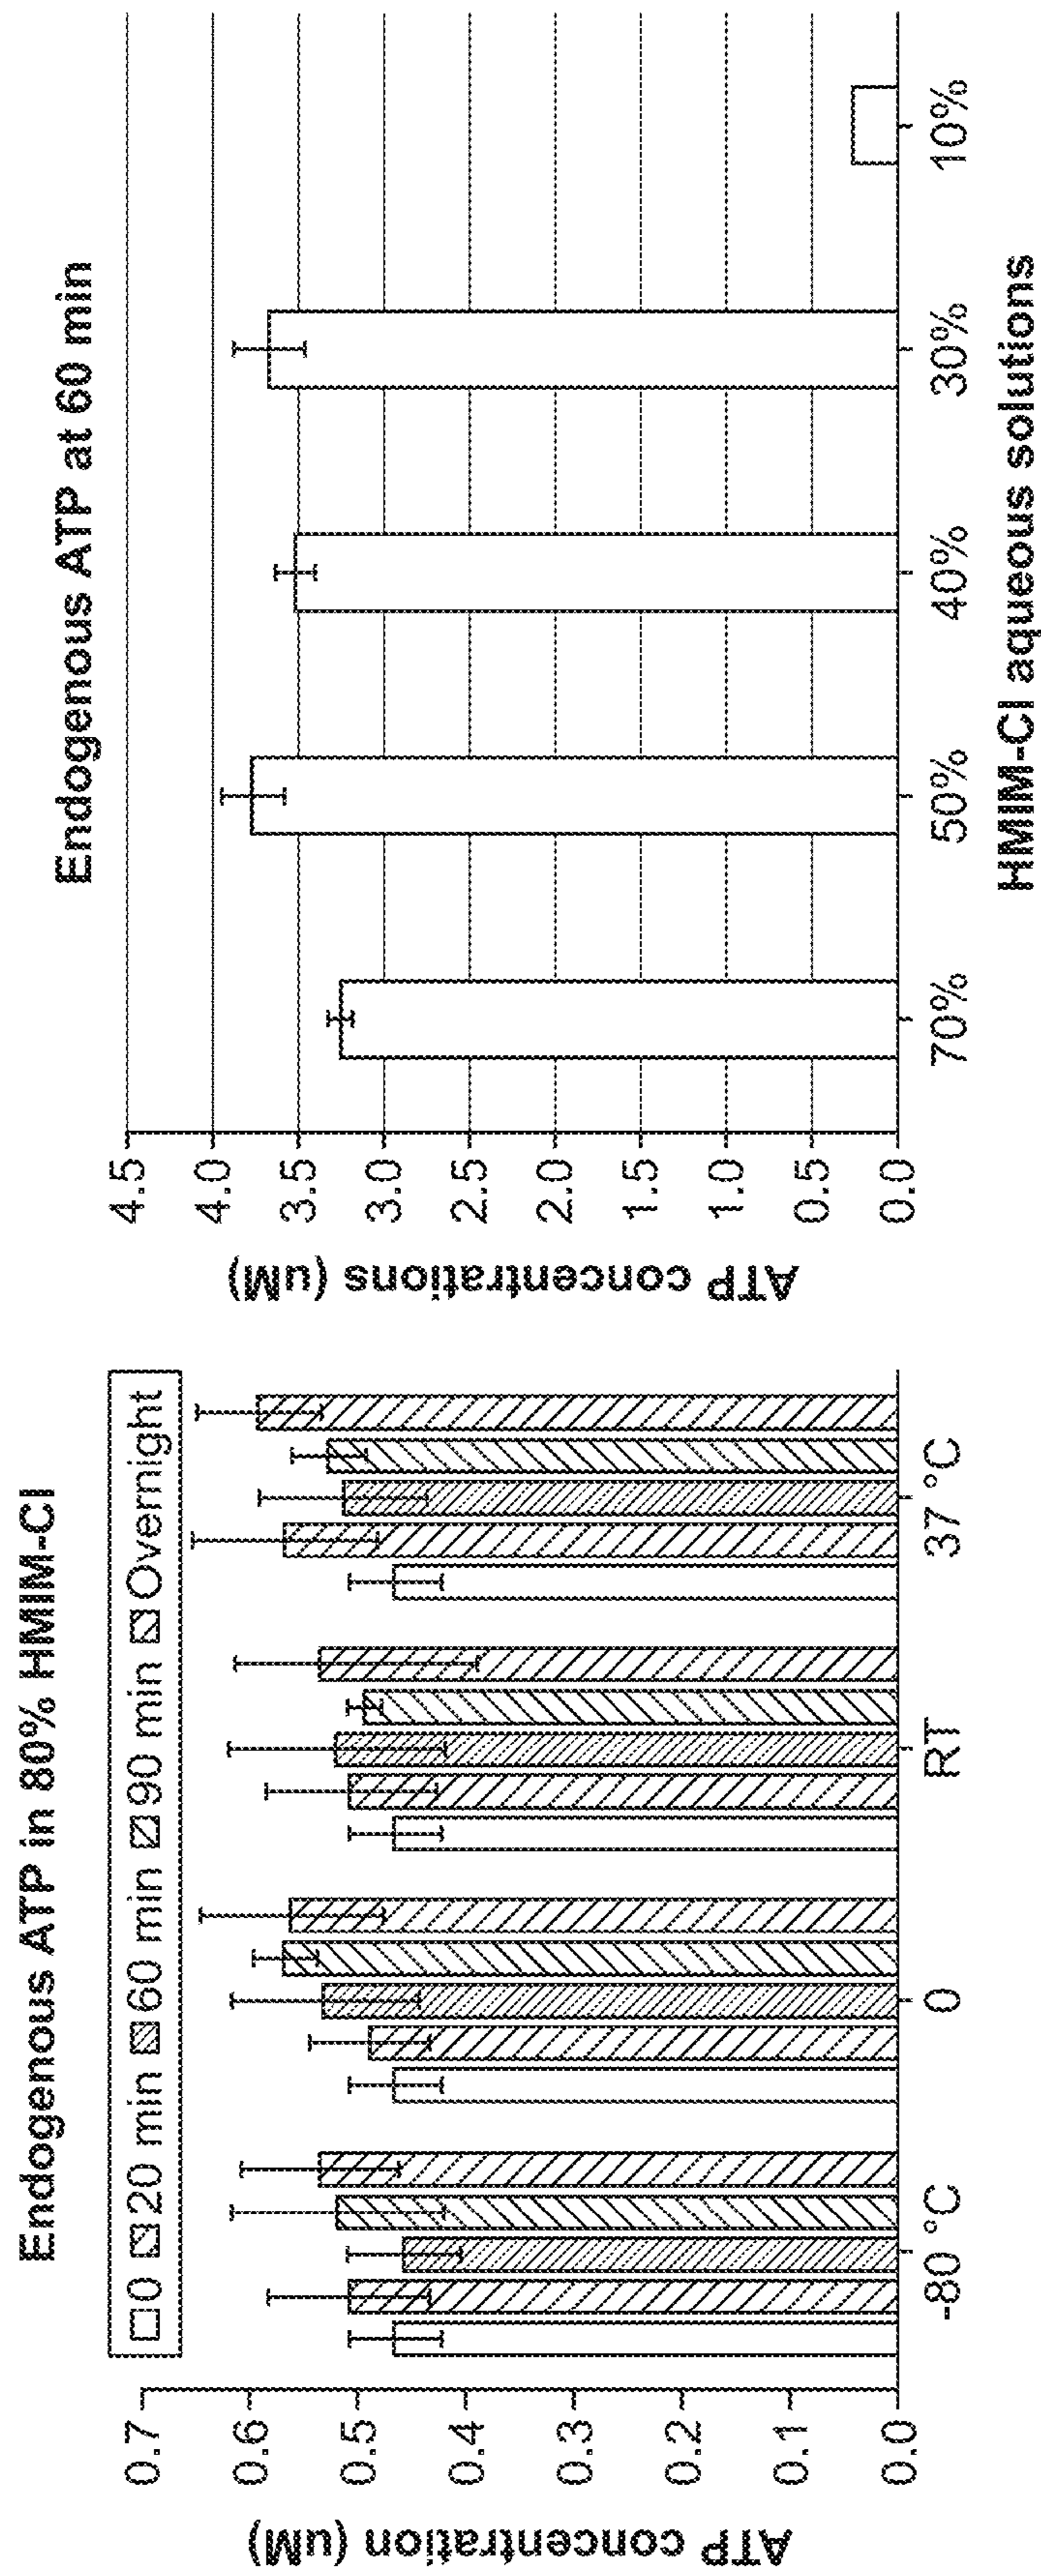 Endogenous ATP in 80% HMIM-Cl
0 20 min 60 min 90 min Overnight
ATP concentration (uM)
0.7
0.6
0.5
0.4
0.3
0.2
0.1
0.0
-80 °C 0 RT 37 °C
Endogenous ATP at 60 min
ATP concentrations (uM)
4.5
4.0
3.5
3.0
2.5
2.0
1.5
1.0
0.5
0.0
70% 50% 40% 30% 10%
HMIM-Cl aqueous solutions